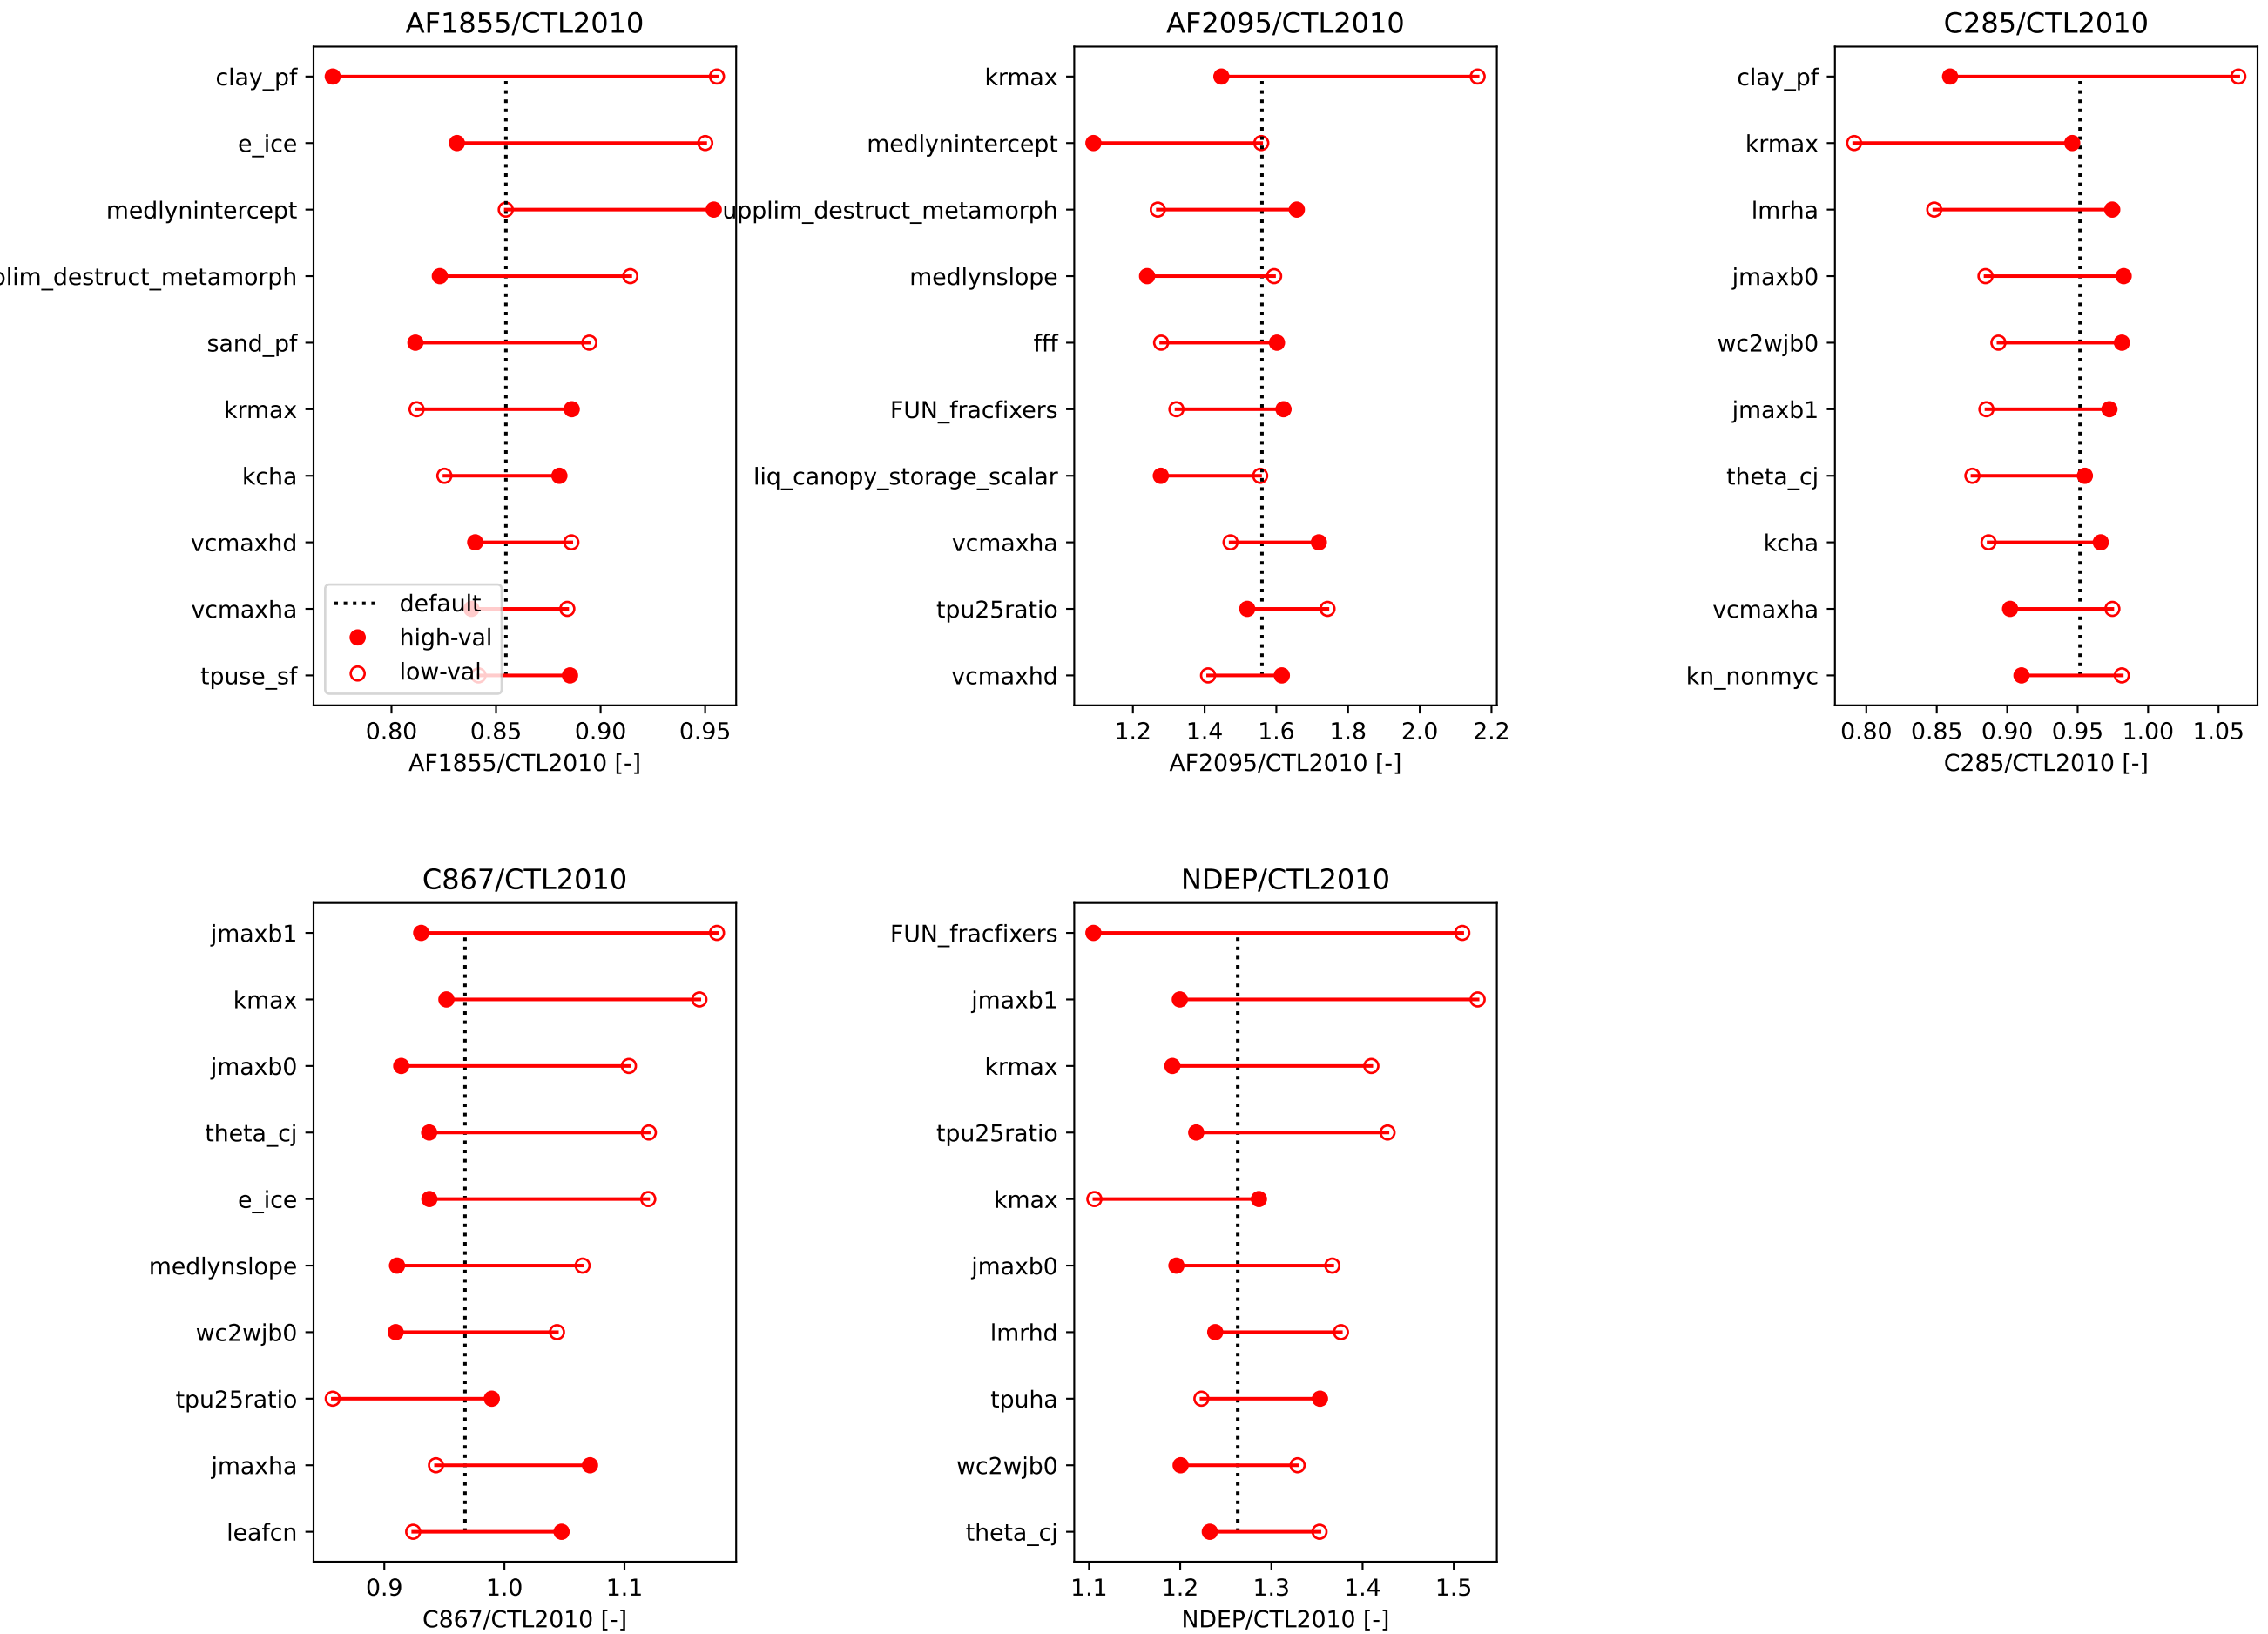 AF1855/CTL2010
clay_pf
e_ice
medlynintercept
plim_destruct_metamorph
sand_pf
krmax
kcha
vcmaxhd
vcmaxha
tpuse_sf
default
high-val
low-val
0.80 0.85 0.90 0.95
AF1855/CTL2010 [-]
AF2095/CTL2010
krmax
medlynintercept
upplim_destruct_metamorph
medlynslope
fff
FUN_fracfixers
liq_canopy_storage_scalar
vcmaxha
tpu25ratio
vcmaxhd
1.2 1.4 1.6 1.8 2.0 2.2
AF2095/CTL2010 [-]
C285/CTL2010
clay_pf
krmax
lmrha
jmaxb0
wc2wjb0
jmaxb1
theta_cj
kcha
vcmaxha
kn_nonmyc
0.80 0.85 0.90 0.95 1.00 1.05
C285/CTL2010 [-]
C867/CTL2010
jmaxb1
kmax
jmaxb0
theta_cj
e_ice
medlynslope
wc2wjb0
tpu25ratio
jmaxha
leafcn
0.9 1.0 1.1
C867/CTL2010 [-]
NDEP/CTL2010
FUN_fracfixers
jmaxb1
krmax
tpu25ratio
kmax
jmaxb0
lmrhd
tpuha
wc2wjb0
theta_cj
1.1 1.2 1.3 1.4 1.5
NDEP/CTL2010 [-]